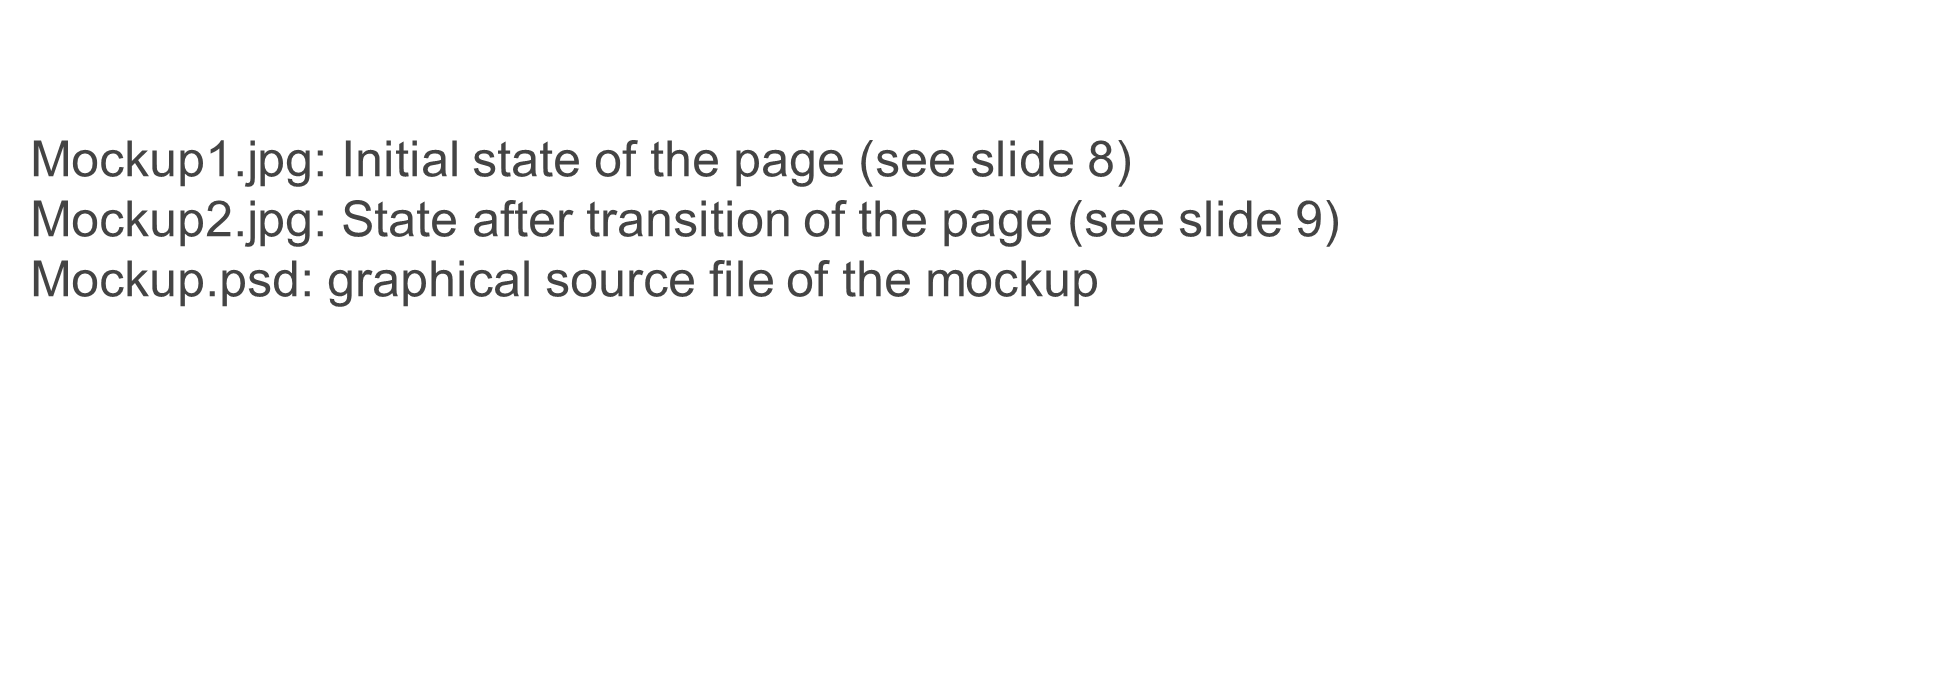 Mockup1.jpg: Initial state of the page (see slide 8)
Mockup2.jpg: State after transition of the page (see slide 9)
Mockup.psd: graphical source file of the mockup